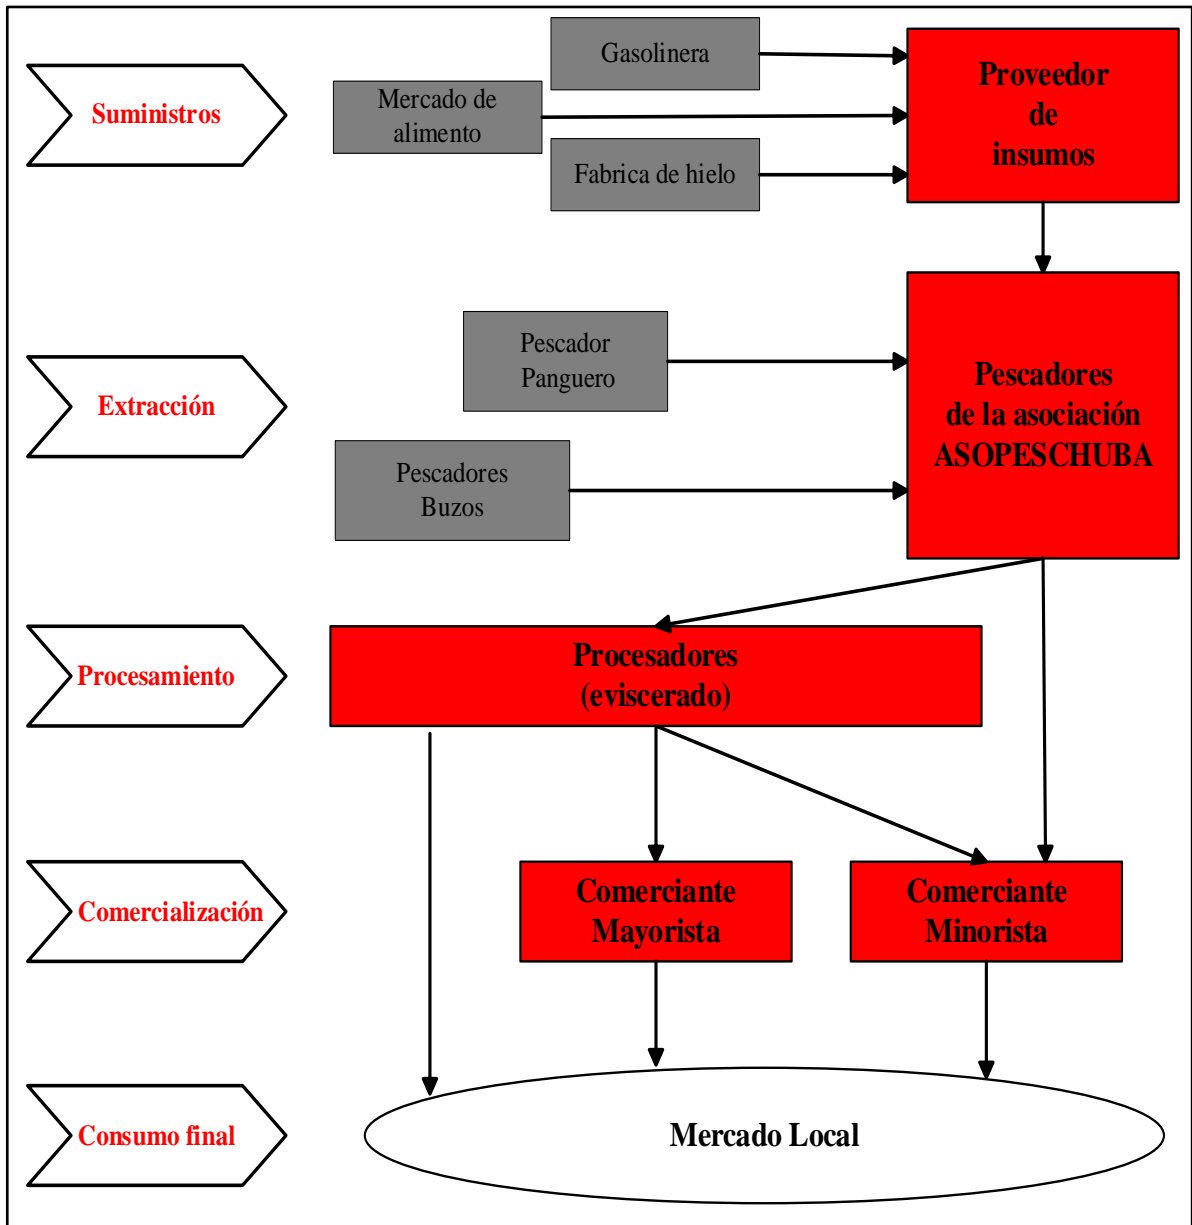 Suministros
Gasolinera
Mercado de
alimento
Fabrica de hielo
Proveedor
de
insumos
Extracción
Pescador
Panguero
Pescadores
Buzos
Pescadores
de la asociación
ASOPESCHUBA
Procesamiento
Procesadores
(eviscerado)
Comercialización
Comerciante
Mayorista
Comerciante
Minorista
Consumo final
Mercado Local